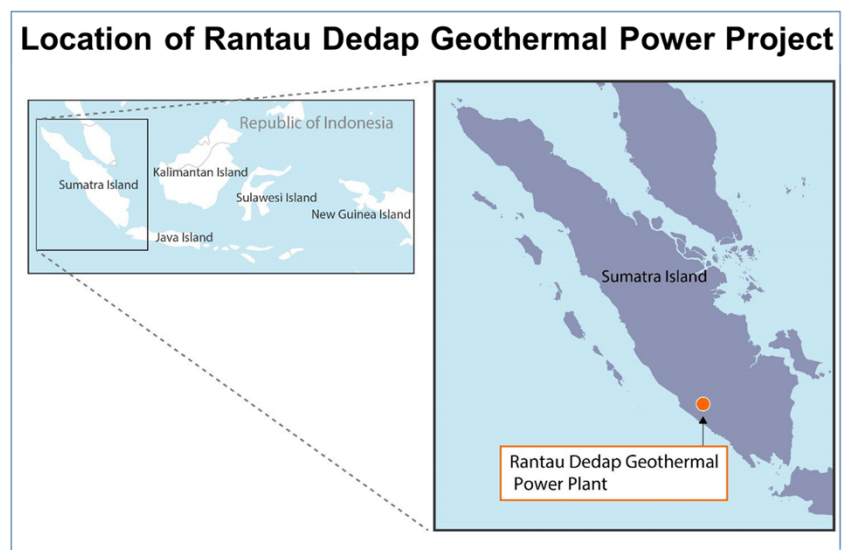 Location of Rantau Dedap Geothermal Power Project
Republic of Indonesia
Kalimantan Island
Sumatra Island
Sulawesi Island
New Guinea Island
Java Island
Sumatra Island
Rantau Dedap Geothermal
Power Plant